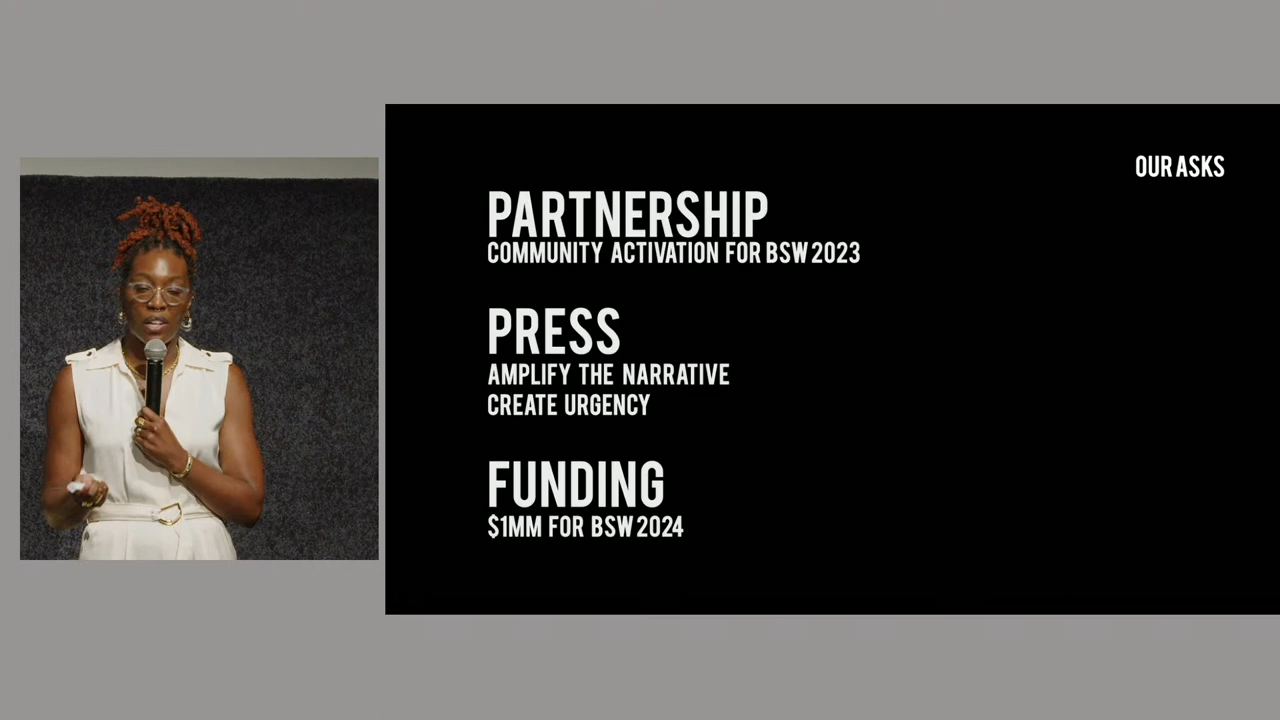 OUR ASKS
PARTNERSHIP
COMMUNITY ACTIVATION FOR BSW 2023
PRESS
AMPLIFY THE NARRATIVE
CREATE URGENCY
FUNDING
$1MM FOR BSW 2024